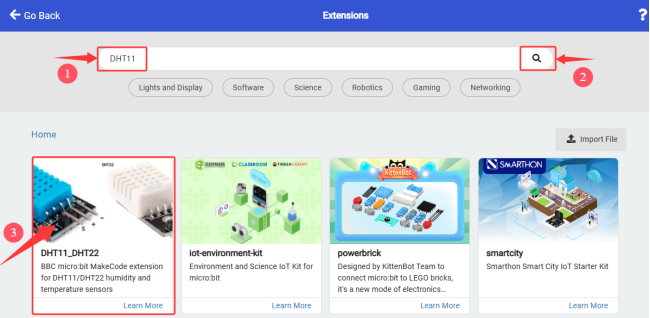 Go Back
Extensions
?
DHT11
1
2
Lights and Display
Software
Science
Robotics
Gaming
Networking
Home
Import File
DHT22
S + -
3
CLASSROOM
KittenBot
SMARTHON
DHT11_DHT22
BBC micro:bit MakeCode extension
for DHT11/DHT22 humidity and
temperature sensors
Learn More
iot-environment-kit
Environment and Science IoT Kit for
micro:bit
Learn More
powerbrick
Designed by KittenBot Team to
connect micro:bit to LEGO bricks,
it's a new mode of electronics...
Learn More
smartcity
Smarthon Smart City IoT Starter Kit
Learn More